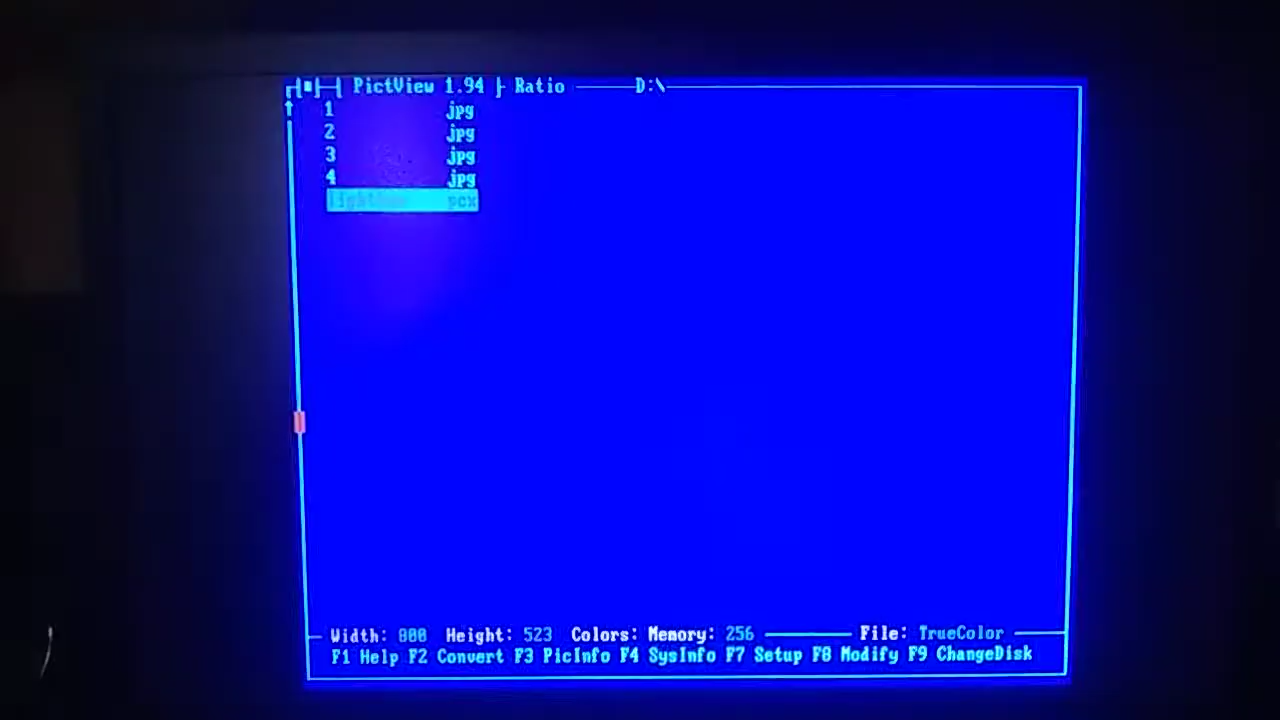 PictView 1.94 Ratio D:\
1 jpg
2 jpg
3 jpg
4 jpg
pcx
Width: 800 Height: 523 Colors: Memory: 256 File: TrueColor
F1 Help F2 Convert F3 PicInfo F4 SysInfo F7 Setup F8 Modify F9 ChangeDisk